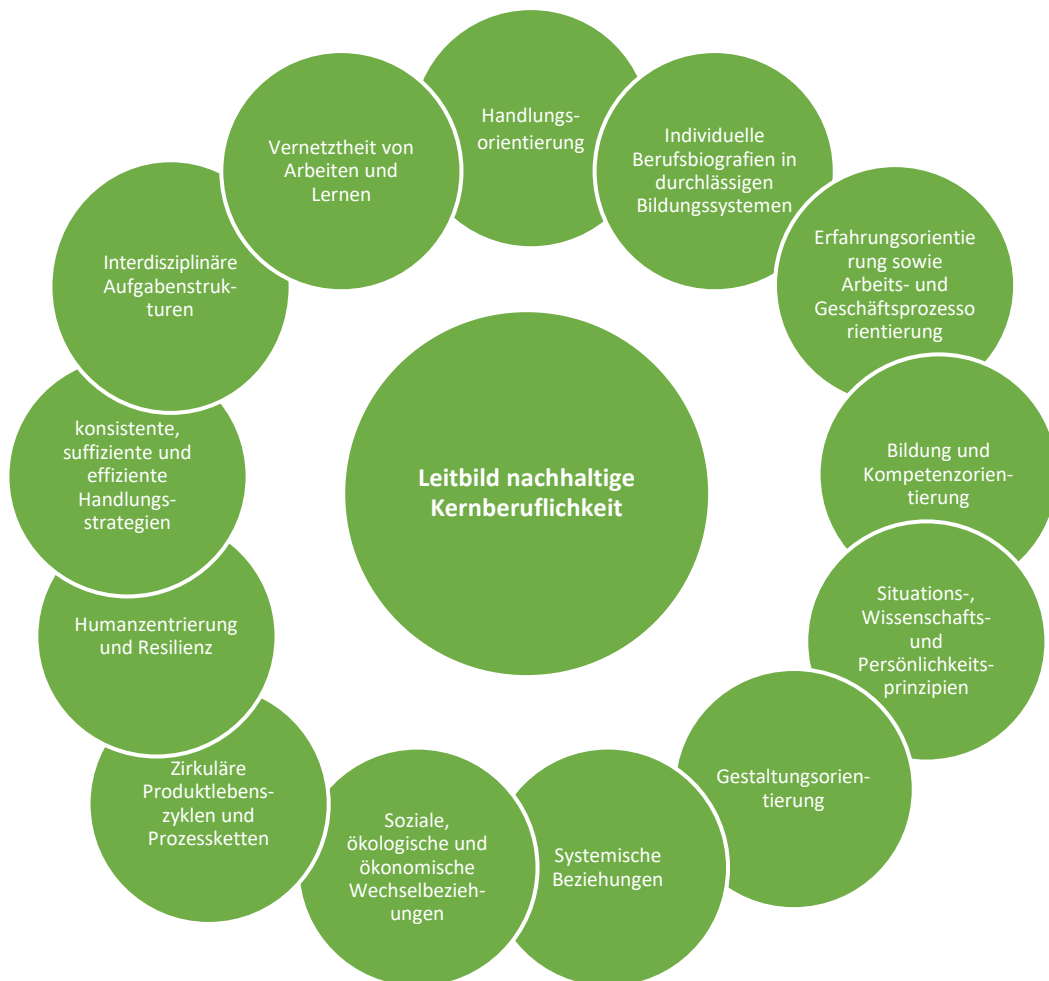 Handlungs-
orientierung
Individuelle
Berufsbiografien in
durchlässigen
Bildungssystemen
Erfahrungsorientie
rung sowie
Arbeits- und
Geschäftsprozesso
rientierung
Bildung und
Kompetenzorien-
tierung
Situations-,
Wissenschafts-
und
Persönlichkeits-
prinzipien
Gestaltungsorien-
tierung
Systemische
Beziehungen
Soziale,
ökologische und
ökonomische
Wechselbezieh-
ungen
Zirkuläre
Produktlebens-
zyklen und
Prozessketten
Humanzentrierung
und Resilienz
konsistente,
suffiziente und
effiziente
Handlungs-
strategien
Interdisziplinäre
Aufgabenstruk-
turen
Vernetztheit von
Arbeiten und
Lernen
Leitbild nachhaltige
Kernberuflichkeit